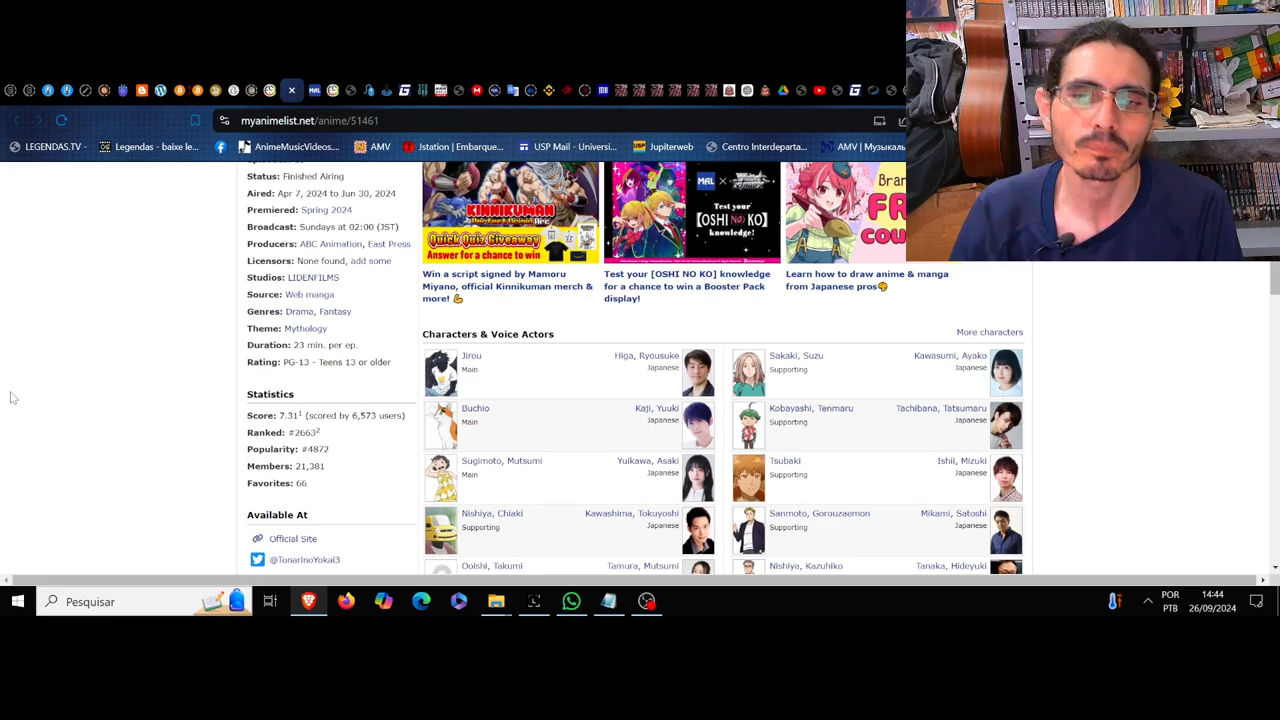 myanimelist.net/anime/51461
LEGENDAS.TV
Legendas - baixe le...
AnimeMusicVideos....
AMV
Jstation | Embarque...
USP Mail - Universi...
Jupiterweb
Centro Interdeparta...
AMV | Музыкаль
Status: Finished Airing
Aired: Apr 7, 2024 to Jun 30, 2024
Premiered: Spring 2024
Broadcast: Sundays at 02:00 (JST)
Producers: ABC Animation, East Press
Licensors: None found, add some
Studios: LIDENFILMS
Source: Web manga
Genres: Drama, Fantasy
Theme: Mythology
Duration: 23 min. per ep.
Rating: PG-13 - Teens 13 or older
Statistics
Score: 7.31¹ (scored by 6,573 users)
Ranked: #2663²
Popularity: #4872
Members: 21,381
Favorites: 66
Available At
Official Site
@TonarinoYokai3
KINNIKUMAN
Quick Quiz Giveaway
Answer for a chance to win
Win a script signed by Mamoru
Miyano, official Kinnikuman merch &
more! 💪
MAL
Test your
[OSHI NO KO]
knowledge!
Test your [OSHI NO KO] knowledge
for a chance to win a Booster Pack
display!
Bran
FR
COU
Learn how to draw anime & manga
from Japanese pros
Characters & Voice Actors
More characters
Jirou
Main
Higa, Ryousuke
Japanese
Sakaki, Suzu
Supporting
Kawasumi, Ayako
Japanese
Buchio
Main
Kaji, Yuuki
Japanese
Kobayashi, Tenmaru
Supporting
Tachibana, Tatsumaru
Japanese
Sugimoto, Mutsumi
Main
Yuikawa, Asaki
Japanese
Tsubaki
Supporting
Ishii, Mizuki
Japanese
Nishiya, Chiaki
Supporting
Kawashima, Tokuyoshi
Japanese
Sanmoto, Gorouzaemon
Supporting
Mikami, Satoshi
Japanese
Ooishi, Takumi
Tamura, Mutsumi
Nishiya, Kazuhiko
Tanaka, Hideyuki
Pesquisar
POR
PTB
14:44
26/09/2024